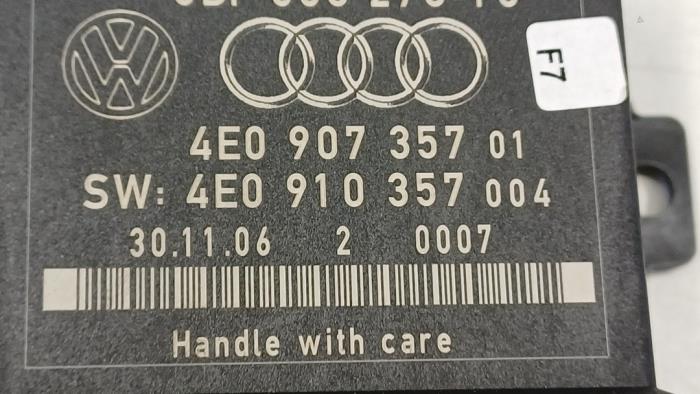 F7
4E0 907 357 01
SW: 4E0 910 357 004
30.11.06 2 0007
Handle with care